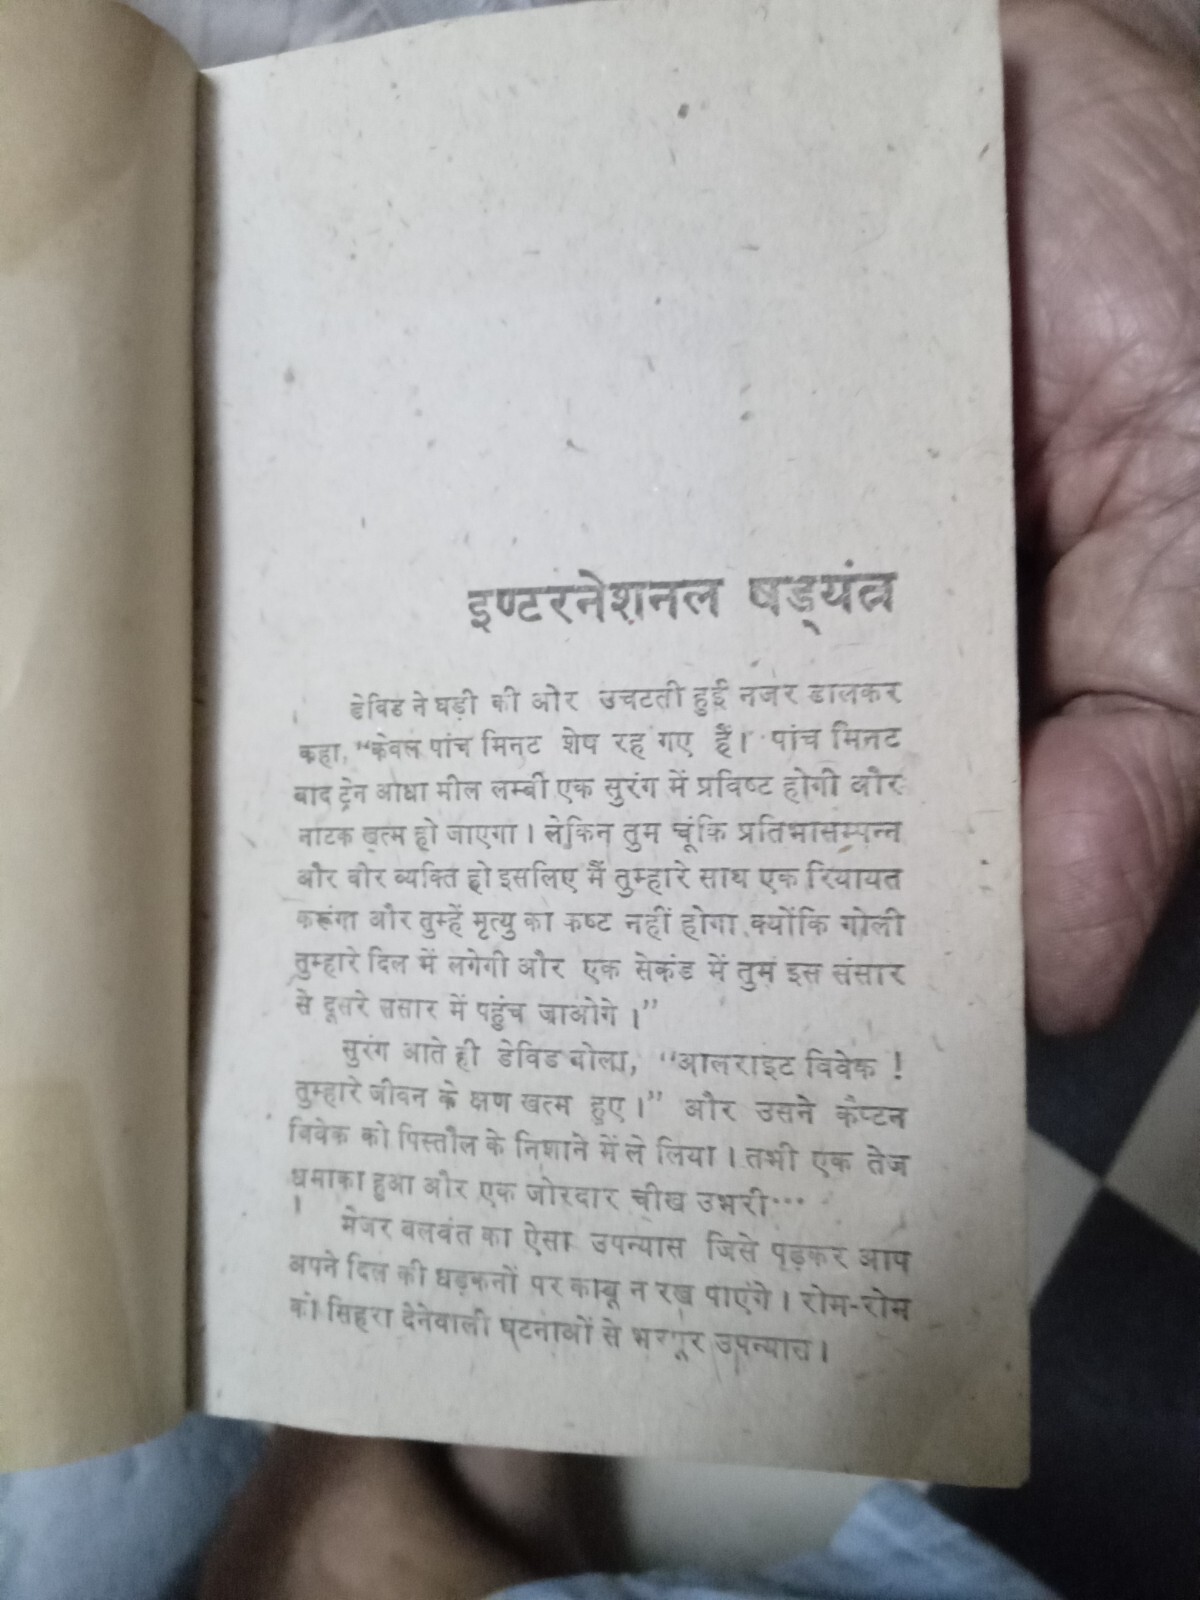 इण्टरनेशनल षड्यंत्र
डेविड ने घड़ी की ओर उचटती हुई नजर डालकर
कहा, “केवल पांच मिनट शेष रह गए हैं। पांच मिनट
बाद ट्रेन आधा मील लम्बी एक सुरंग में प्रविष्ट होगी और
नाटक खत्म हो जाएगा। लेकिन तुम चूंकि प्रतिभासम्पन्न
और वीर व्यक्ति हो इसलिए मैं तुम्हारे साथ एक रियायत
करूंगा और तुम्हें मृत्यु का कष्ट नहीं होगा क्योंकि गोली
तुम्हारे दिल में लगेगी और एक सेकंड में तुम इस संसार
से दूसरे संसार में पहुंच जाओगे।”
सुरंग आते ही डेविड बोला, “आलराइट विवेक !
तुम्हारे जीवन के क्षण खत्म हुए।” और उसने कैप्टन
विवेक को पिस्तौल के निशाने में ले लिया। तभी एक तेज
धमाका हुआ और एक जोरदार चीख उभरी...
मेजर बलवंत का ऐसा उपन्यास जिसे पढ़कर आप
अपने दिल की धड़कनों पर काबू न रख पाएंगे। रोम-रोम
को सिहरा देनेवाली घटनाओं से भरपूर उपन्यास।